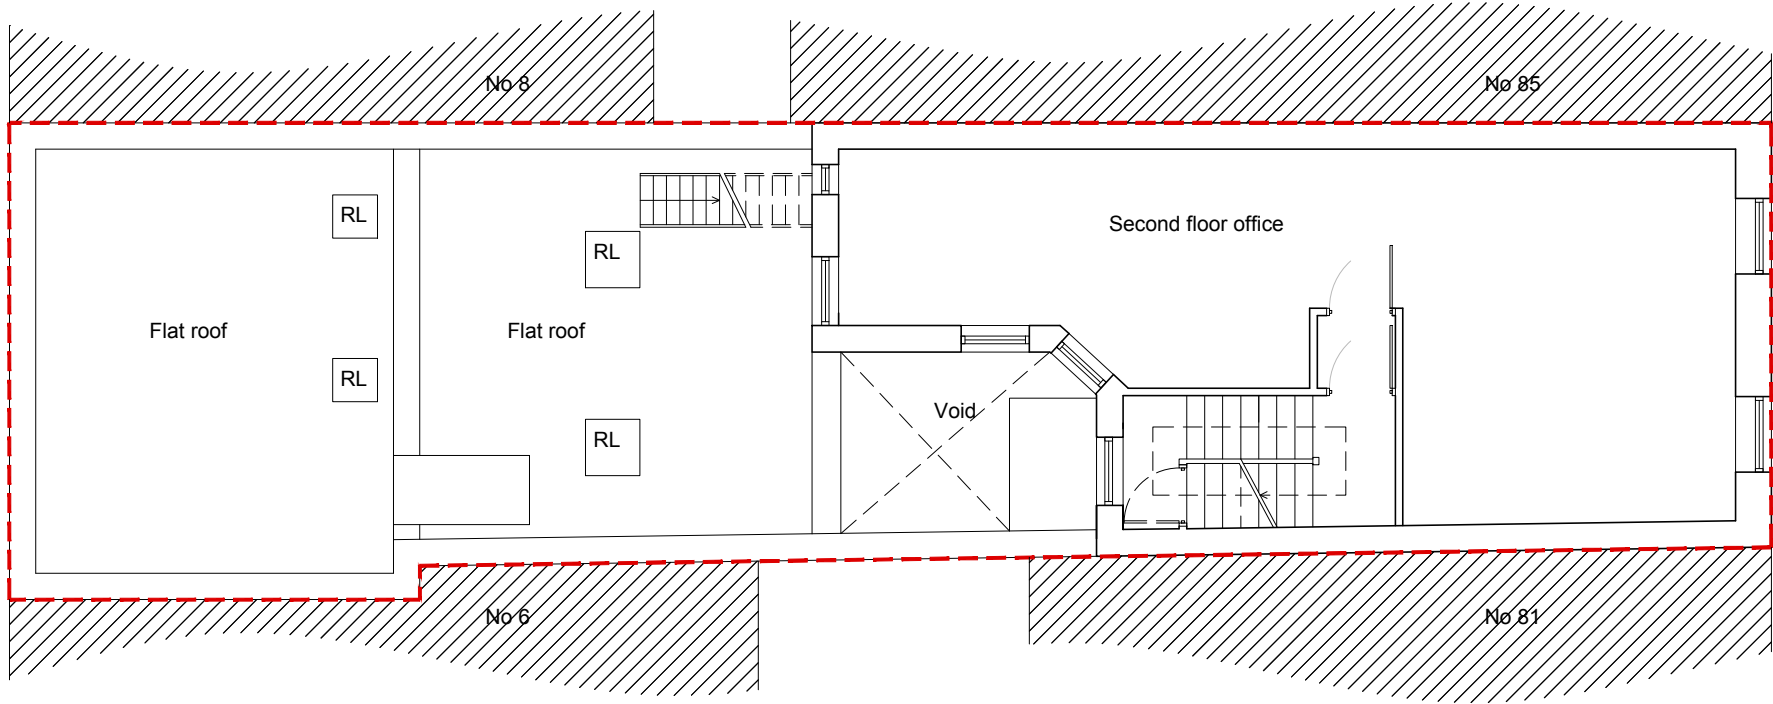 No 8
No 85
RL
Second floor office
RL
Flat roof
Flat roof
RL
Void
RL
No 6
No 81